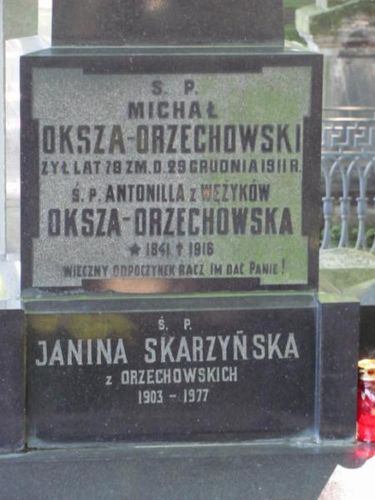 Ś. P.
MICHAŁ
OKSZA-ORZECHOWSKI
ŻYŁ LAT 78 ZM. D. 29 GRUDNIA 1911 R.
Ś. P. ANTONILLA z WĘŻYKÓW
OKSZA-ORZECHOWSKA
★ 1841 ✝ 1916
WIECZNY ODPOCZYNEK RACZ IM DAĆ PANIE!
Ś. P.
JANINA SKARZYŃSKA
z ORZECHOWSKICH
1903 - 1977